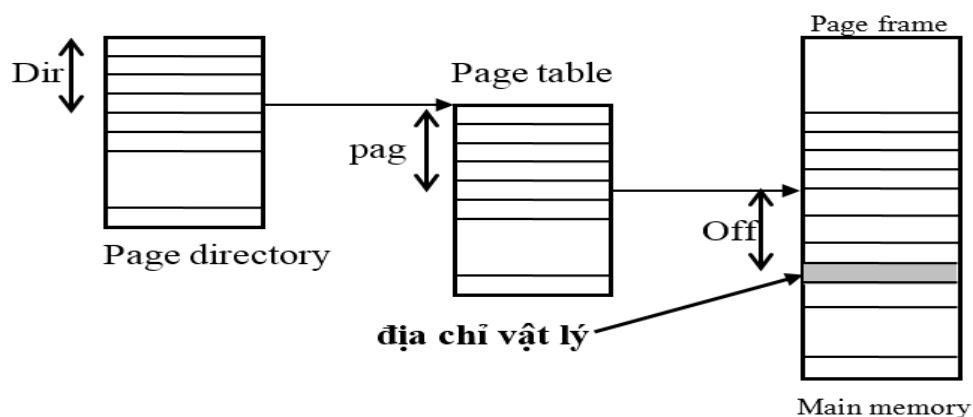 Page frame
Dir
Page table
pag
Off
Page directory
địa chỉ vật lý
Main memory